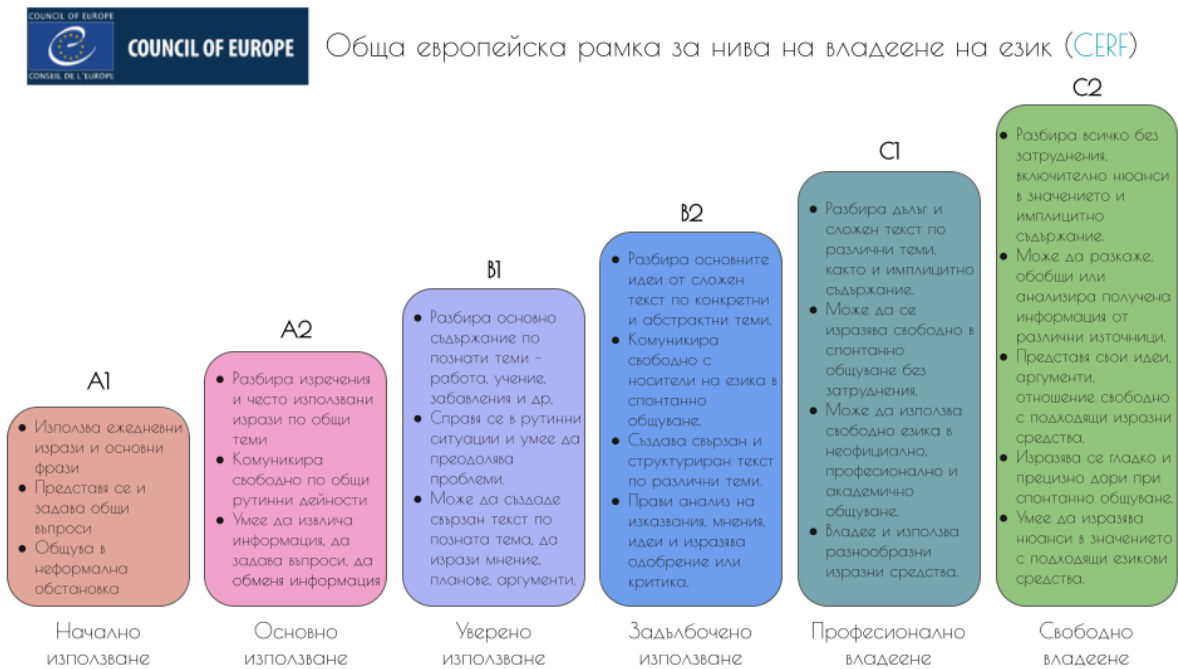 COUNCIL OF EUROPE
COUNCIL OF EUROPE
CONSEIL DE L'EUROPE
Обща европейска рамка за нива на владеене на език (CERF)
A1
● Използва ежедневни
изрази и основни
фрази
● Представя се и
задава общи
въпроси
● Общува в
неформална
обстановка
Начално
използване
A2
● Разбира изречения
и често използвани
изрази по общи
теми
● Комуникира
свободно по общи
рутинни дейности
● Умее да извлича
информация, да
задава въпроси, да
обменя информация
Основно
използване
B1
● Разбира основно
съдържание по
познати теми –
работа, учение,
забавления и др.
● Справя се в рутинни
ситуации и умее да
преодолява
проблеми.
● Може да създаде
свързан текст по
позната тема, да
изрази мнение,
планове, аргументи.
Уверено
използване
B2
● Разбира основните
идеи от сложен
текст по конкретни
и абстрактни теми.
● Комуникира
свободно с
носители на езика в
спонтанно
общуване.
● Създава свързан и
структуриран текст
по различни теми.
● Прави анализ на
изказвания, мнения,
идеи и изразява
одобрение или
критика.
Задълбочено
използване
C1
● Разбира дълъг и
сложен текст по
различни теми,
както и имплицитно
съдържание.
● Може да се
изразява свободно в
спонтанно
общуване без
затруднения.
● Може да използва
свободно езика в
неофициално,
професионално и
академично
общуване.
● Владее и използва
разнообразни
изразни средства.
Професионално
владеене
C2
● Разбира всичко без
затруднения,
включително нюанси
в значението и
имплицитно
съдържание.
● Може да разкаже,
обобщи или
анализира получена
информация от
различни източници.
● Представя свои идеи,
аргументи,
отношение свободно
с подходящи изразни
средства.
● Изразява се гладко и
прецизно дори при
спонтанно общуване.
● Умее да изразява
нюанси в значението
с подходящи езикови
средства.
Свободно
владеене